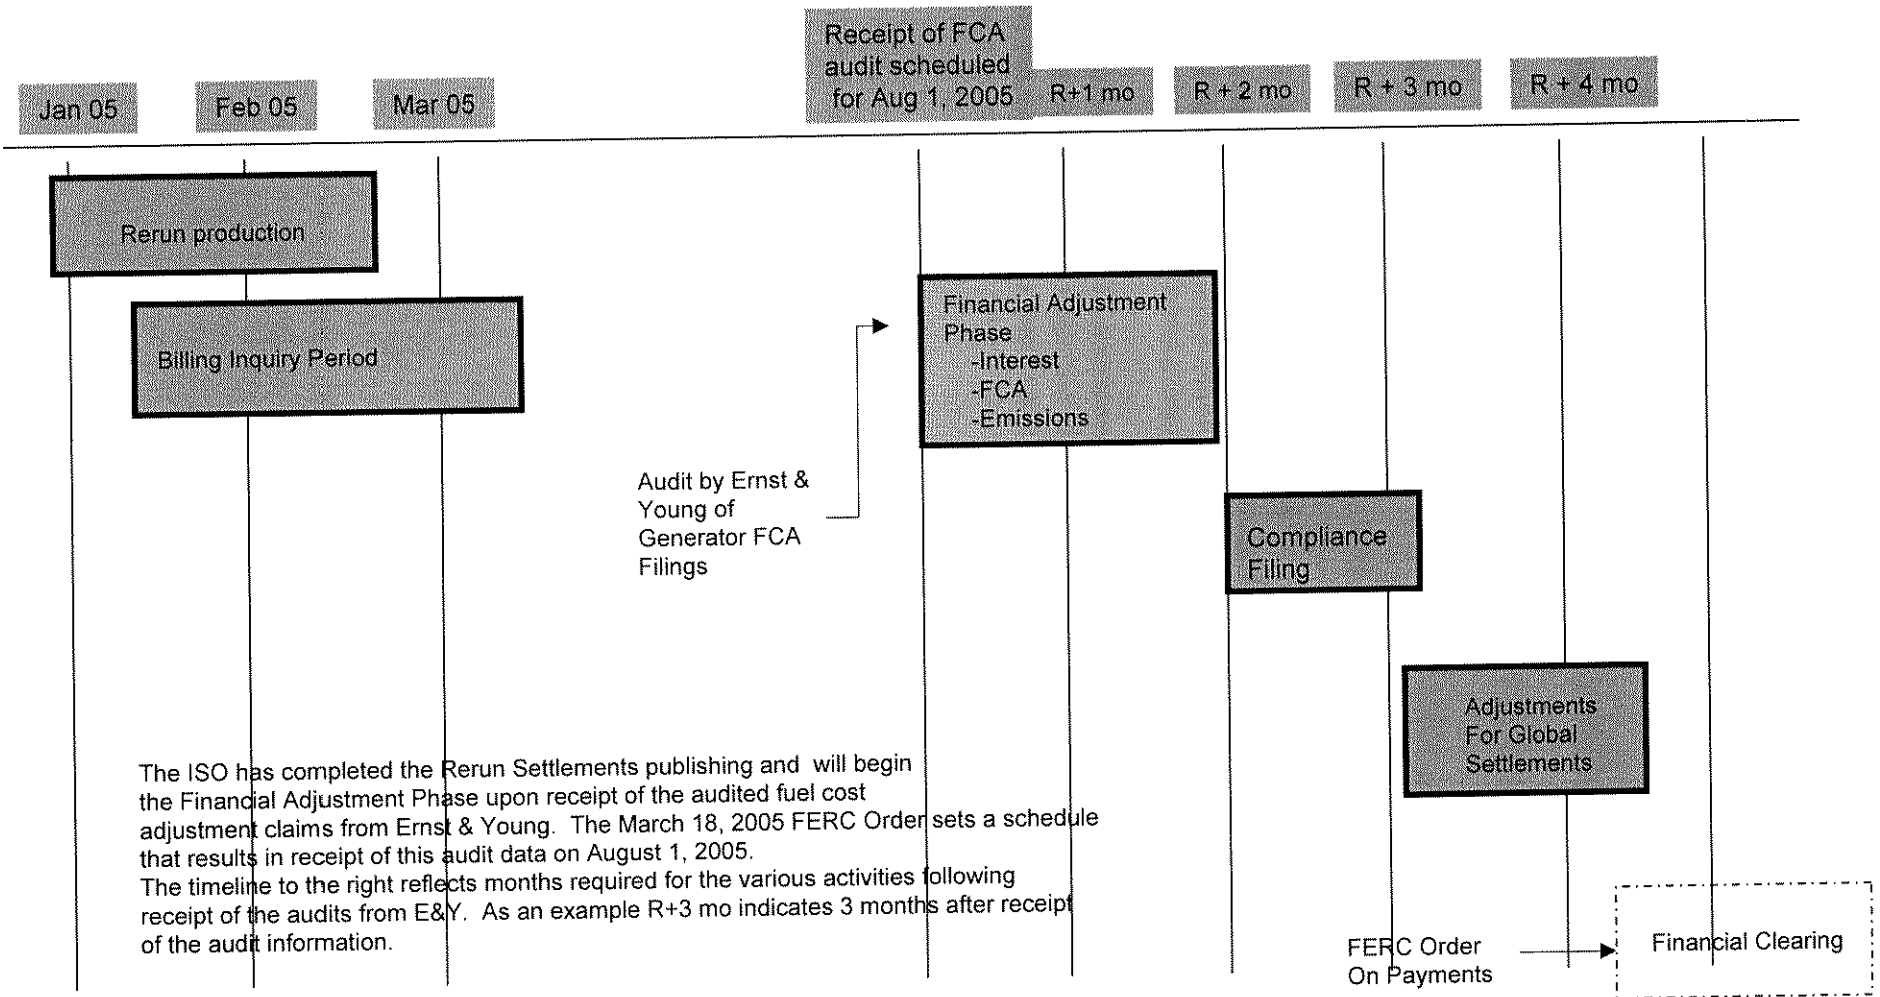 Receipt of FCA
audit scheduled
for Aug 1, 2005
Jan 05
Feb 05
Mar 05
R+1 mo
R + 2 mo
R + 3 mo
R + 4 mo
Rerun production
Billing Inquiry Period
Financial Adjustment
Phase
-Interest
-FCA
-Emissions
Audit by Ernst &
Young of
Generator FCA
Filings
Compliance
Filing
Adjustments
For Global
Settlements
The ISO has completed the Rerun Settlements publishing and will begin
the Financial Adjustment Phase upon receipt of the audited fuel cost
adjustment claims from Ernst & Young. The March 18, 2005 FERC Order sets a schedule
that results in receipt of this audit data on August 1, 2005.
The timeline to the right reflects months required for the various activities following
receipt of the audits from E&Y. As an example R+3 mo indicates 3 months after receipt
of the audit information.
FERC Order
On Payments
Financial Clearing